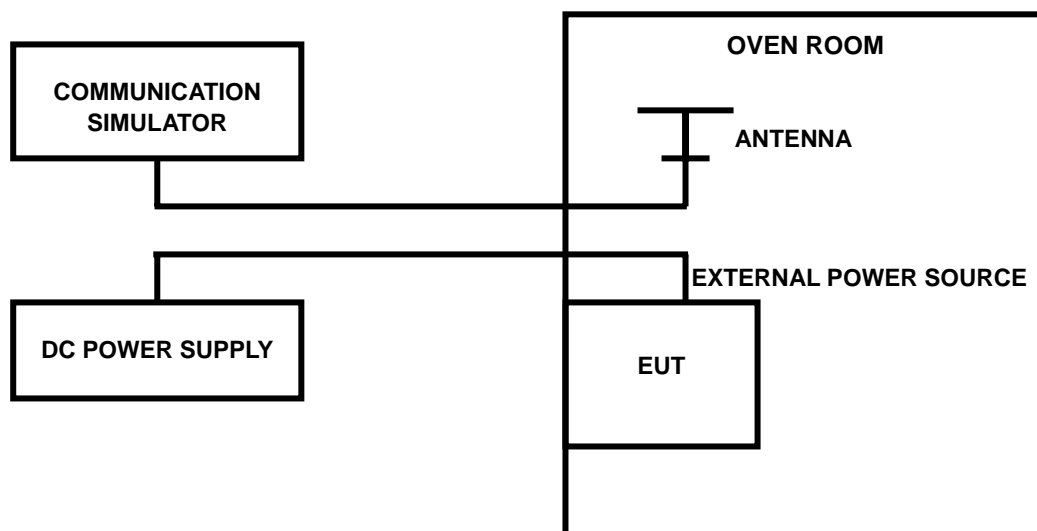 OVEN ROOM
COMMUNICATION
SIMULATOR
ANTENNA
EXTERNAL POWER SOURCE
DC POWER SUPPLY
EUT